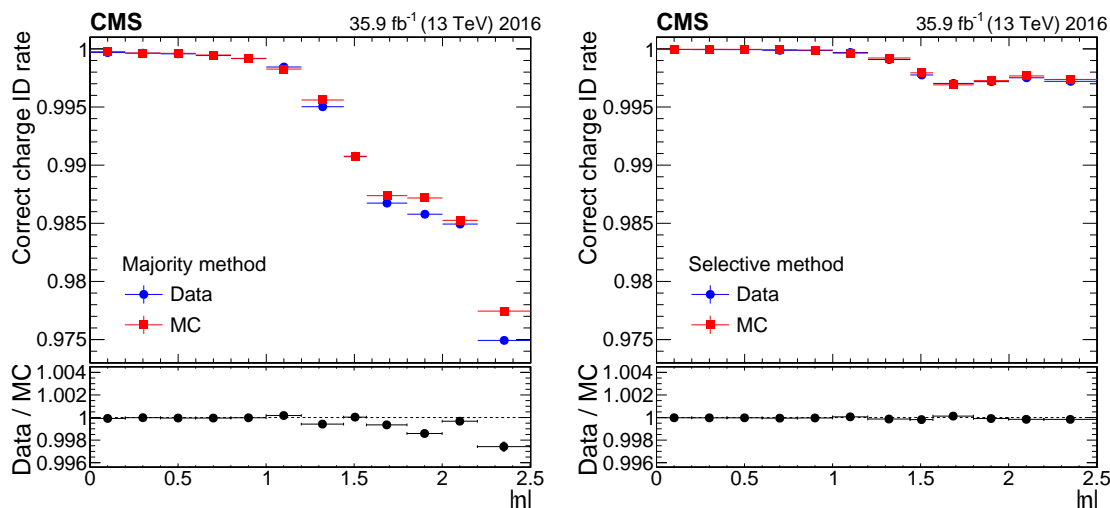 CMS 35.9 fb⁻¹ (13 TeV) 2016
Correct charge ID rate
1
0.995
0.99
0.985
0.98
0.975
Majority method
Data
MC
Data / MC
1.004
1.002
1
0.998
0.996
0 0.5 1 1.5 2 2.5
|η|
CMS 35.9 fb⁻¹ (13 TeV) 2016
Correct charge ID rate
1
0.995
0.99
0.985
0.98
0.975
Selective method
Data
MC
Data / MC
1.004
1.002
1
0.998
0.996
0 0.5 1 1.5 2 2.5
|η|